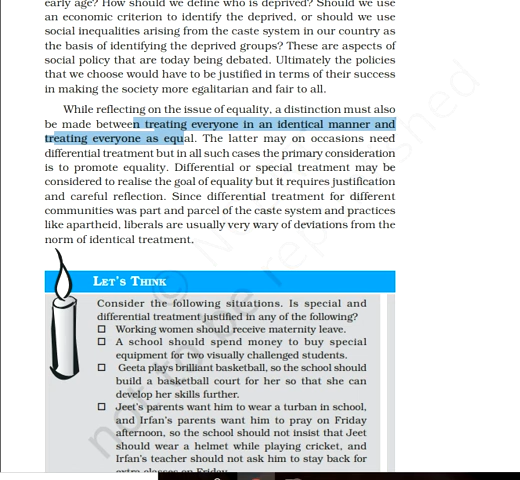 early age? How should we define who is deprived? Should we use
an economic criterion to identify the deprived, or should we use
social inequalities arising from the caste system in our country as
the basis of identifying the deprived groups? These are aspects of
social policy that are today being debated. Ultimately the policies
that we choose would have to be justified in terms of their success
in making the society more egalitarian and fair to all.
While reflecting on the issue of equality, a distinction must also
be made between treating everyone in an identical manner and
treating everyone as equal. The latter may on occasions need
differential treatment but in all such cases the primary consideration
is to promote equality. Differential or special treatment may be
considered to realise the goal of equality but it requires justification
and careful reflection. Since differential treatment for different
communities was part and parcel of the caste system and practices
like apartheid, liberals are usually very wary of deviations from the
norm of identical treatment.
LET'S THINK
Consider the following situations. Is special and
differential treatment justified in any of the following?
□ Working women should receive maternity leave.
□ A school should spend money to buy special
equipment for two visually challenged students.
□ Geeta plays brilliant basketball, so the school should
build a basketball court for her so that she can
develop her skills further.
□ Jeet's parents want him to wear a turban in school,
and Irfan's parents want him to pray on Friday
afternoon, so the school should not insist that Jeet
should wear a helmet while playing cricket, and
Irfan's teacher should not ask him to stay back for
extra classes on Friday.
not to be republished